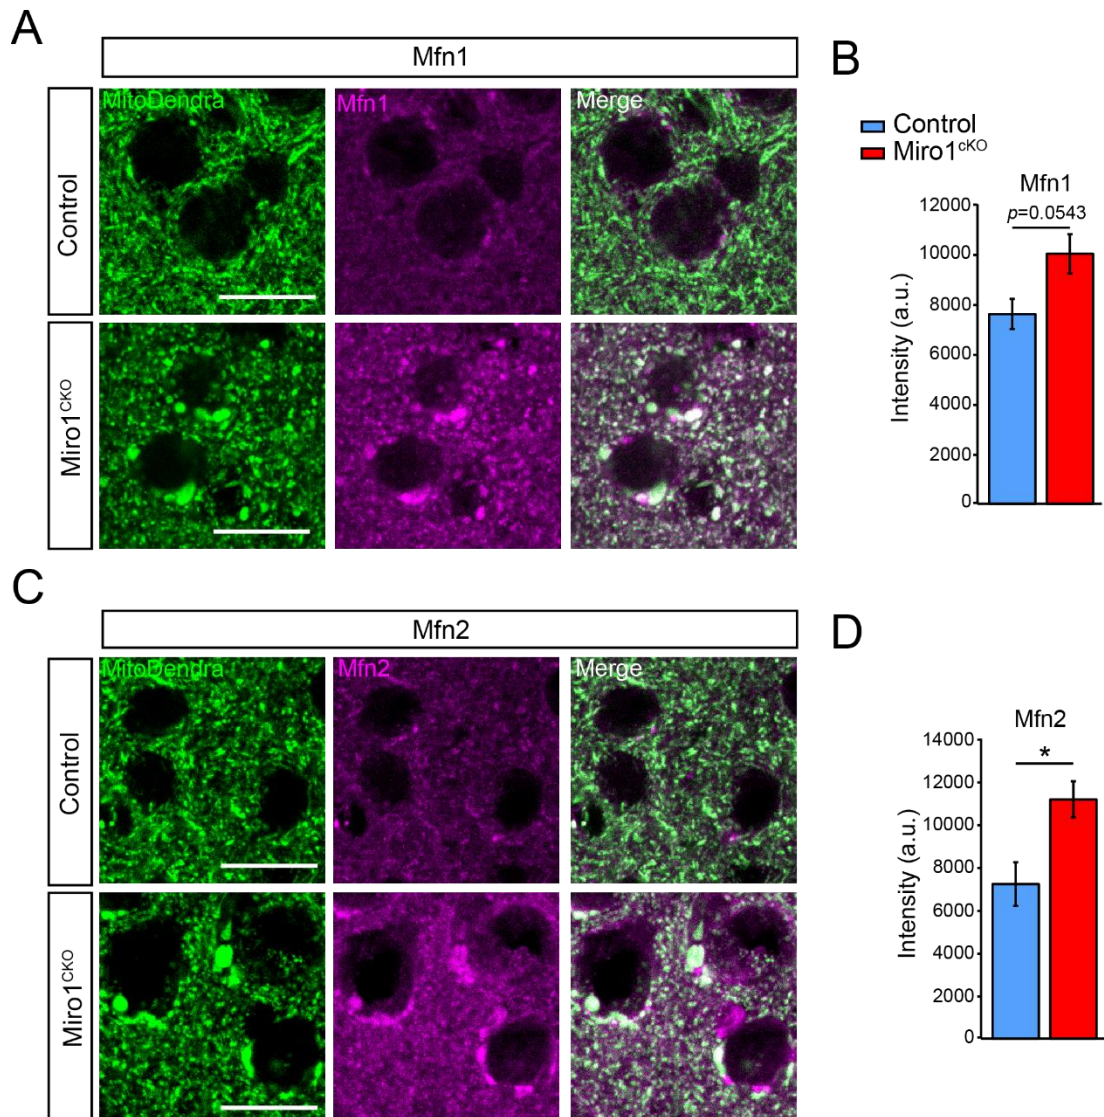 A
Mfn1
MitoDendra
Mfn1
Merge
Control
Miro1CKO
B
Control
Miro1cKO
Mfn1
p=0.0543
12000
10000
8000
6000
4000
2000
0
Intensity (a.u.)
C
Mfn2
MitoDendra
Mfn2
Merge
Control
Miro1CKO
D
Mfn2
*
14000
12000
10000
8000
6000
4000
2000
0
Intensity (a.u.)